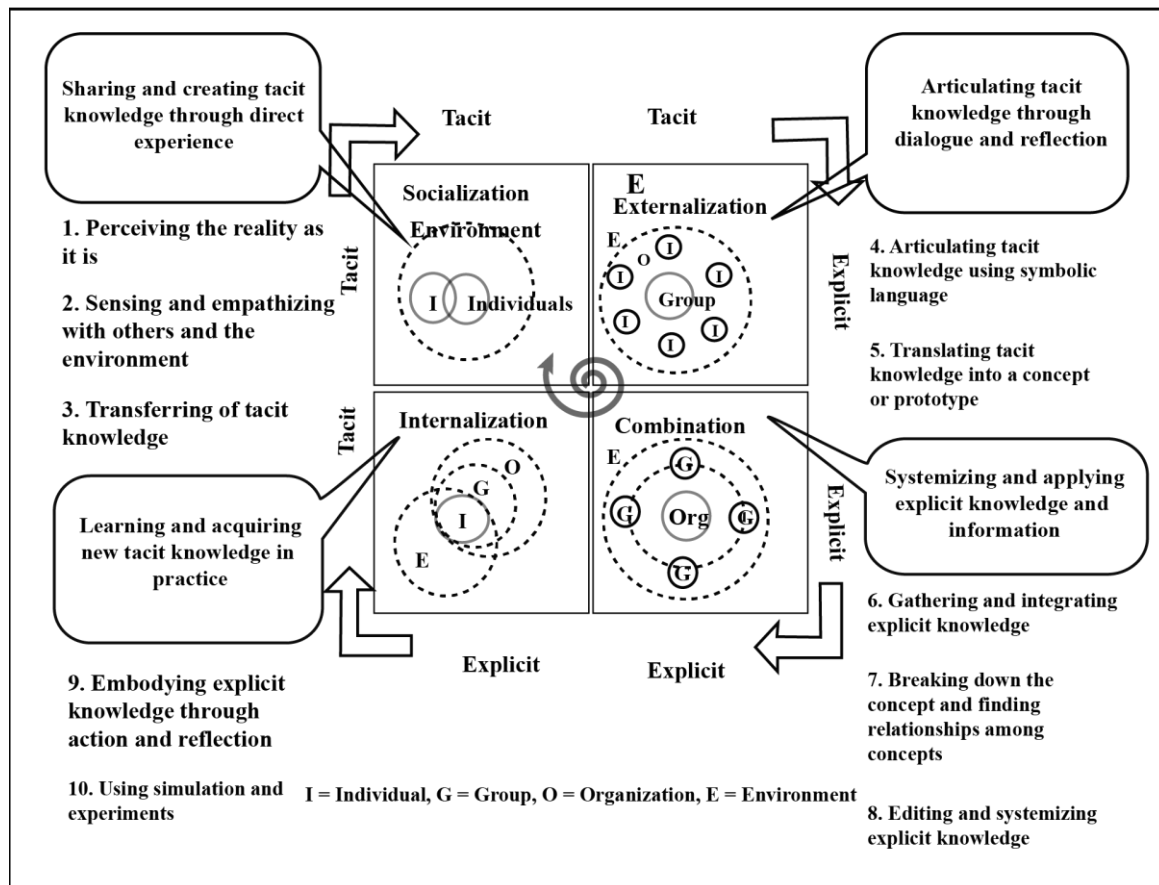 Sharing and creating tacit
knowledge through direct
experience
Tacit
Tacit
Articulating tacit
knowledge through
dialogue and reflection
1. Perceiving the reality as
it is
2. Sensing and empathizing
with others and the
environment
3. Transferring of tacit
knowledge
Tacit
Socialization
Environment
I
Individuals
E
Externalization
E
O
I
I
I
Group
I
I
I
Explicit
4. Articulating tacit
knowledge using symbolic
language
5. Translating tacit
knowledge into a concept
or prototype
Tacit
Internalization
O
G
I
E
Combination
E
G
G
Org
G
G
Explicit
Learning and acquiring
new tacit knowledge in
practice
Systemizing and applying
explicit knowledge and
information
Explicit
Explicit
9. Embodying explicit
knowledge through
action and reflection
10. Using simulation and
experiments
6. Gathering and integrating
explicit knowledge
7. Breaking down the
concept and finding
relationships among
concepts
8. Editing and systemizing
explicit knowledge
I = Individual, G = Group, O = Organization, E = Environment